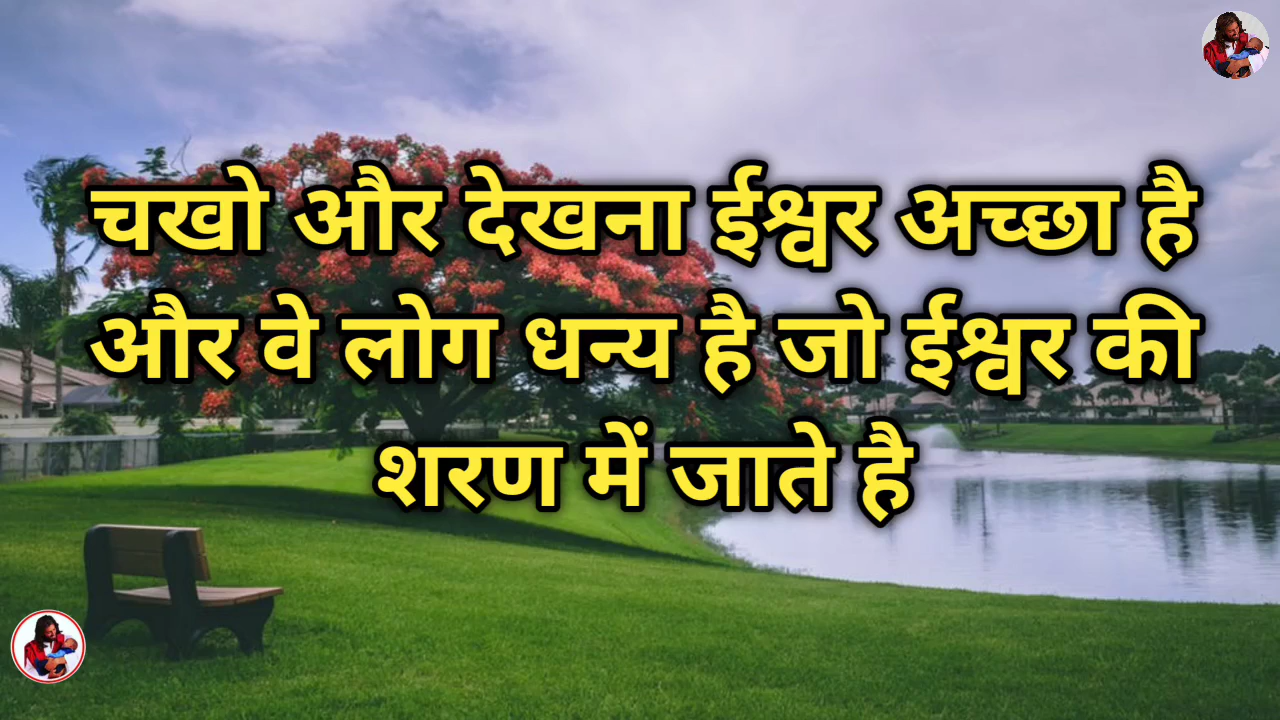 चखो और देखना ईश्वर अच्छा है
और वे लोग धन्य है जो ईश्वर की
शरण में जाते है